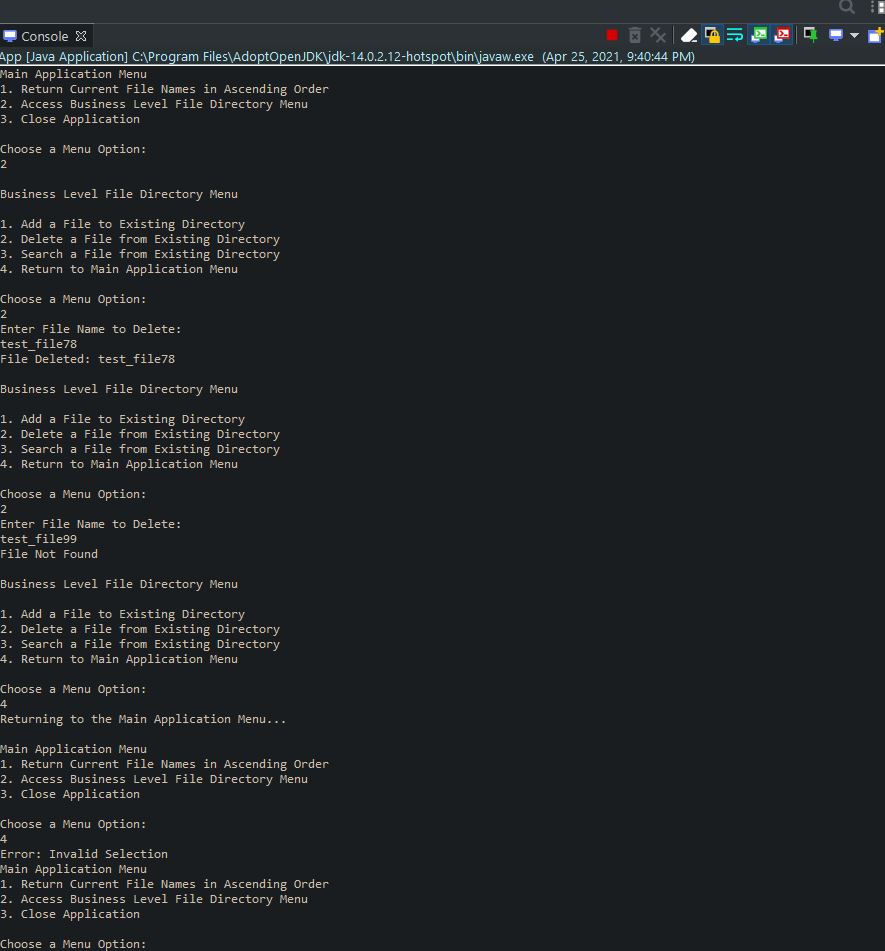 Console
App [Java Application] C:\Program Files\AdoptOpenJDK\jdk-14.0.2.12-hotspot\bin\javaw.exe (Apr 25, 2021, 9:40:44 PM)
Main Application Menu
1. Return Current File Names in Ascending Order
2. Access Business Level File Directory Menu
3. Close Application
Choose a Menu Option:
2
Business Level File Directory Menu
1. Add a File to Existing Directory
2. Delete a File from Existing Directory
3. Search a File from Existing Directory
4. Return to Main Application Menu
Choose a Menu Option:
2
Enter File Name to Delete:
test_file78
File Deleted: test_file78
Business Level File Directory Menu
1. Add a File to Existing Directory
2. Delete a File from Existing Directory
3. Search a File from Existing Directory
4. Return to Main Application Menu
Choose a Menu Option:
2
Enter File Name to Delete:
test_file99
File Not Found
Business Level File Directory Menu
1. Add a File to Existing Directory
2. Delete a File from Existing Directory
3. Search a File from Existing Directory
4. Return to Main Application Menu
Choose a Menu Option:
4
Returning to the Main Application Menu...
Main Application Menu
1. Return Current File Names in Ascending Order
2. Access Business Level File Directory Menu
3. Close Application
Choose a Menu Option:
4
Error: Invalid Selection
Main Application Menu
1. Return Current File Names in Ascending Order
2. Access Business Level File Directory Menu
3. Close Application
Choose a Menu Option: